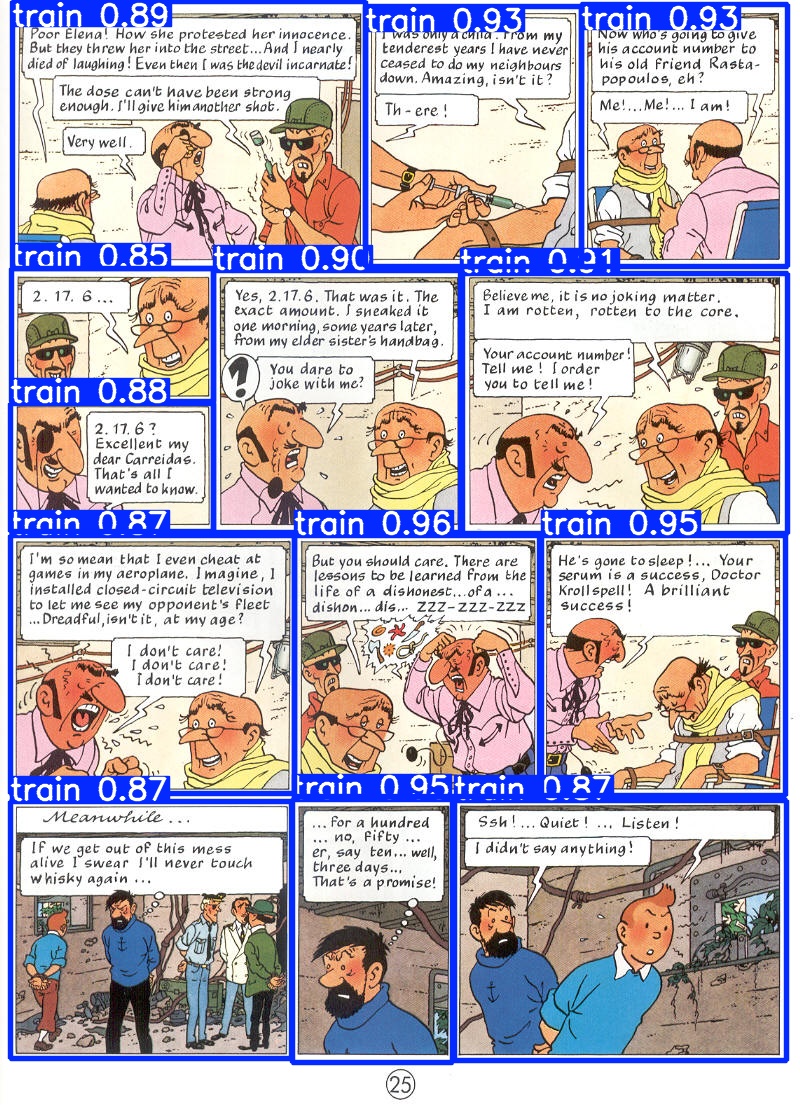 train 0.89
Poor Elena! How she protested her innocence.
But they threw her into the street... And I nearly
died of laughing! Even then I was the devil incarnate!
The dose can't have been strong
enough. I'll give him another shot.
Very well.
train 0.93
I was only a child. From my
tenderest years I have never
ceased to do my neighbours
down. Amazing, isn't it?
Th-ere!
train 0.93
Now who's going to give
his account number to
his old friend Rasta-
popoulos, eh?
Me!...Me!... I am!
train 0.85
2. 17. 6 ...
train 0.88
2. 17. 6?
Excellent my
dear Carreidas.
That's all I
wanted to know.
train 0.90
Yes, 2.17.6. That was it. The
exact amount. I sneaked it
one morning, some years later,
from my elder sister's handbag.
?
You dare to
joke with me?
train 0.91
Believe me, it is no joking matter.
I am rotten, rotten to the core.
Your account number!
Tell me! I order
you to tell me!
train 0.87
I'm so mean that I even cheat at
games in my aeroplane. Imagine, I
installed closed-circuit television
to let me see my opponent's fleet
...Dreadful, isn't it, at my age?
I don't care!
I don't care!
I don't care!
train 0.96
But you should care. There are
lessons to be learned from the
life of a dishonest...of a ...
dishon... dis... ZZZ-ZZZ-ZZZ
train 0.95
He's gone to sleep!... Your
serum is a success, Doctor
Krollspell! A brilliant
success!
train 0.87
Meanwhile ...
If we get out of this mess
alive I swear I'll never touch
whisky again ...
train 0.95
... For a hundred
... no, fifty ...
er, say ten... well,
three days...
That's a promise!
train 0.87
Ssh!... Quiet! ... Listen!
I didn't say anything!
25